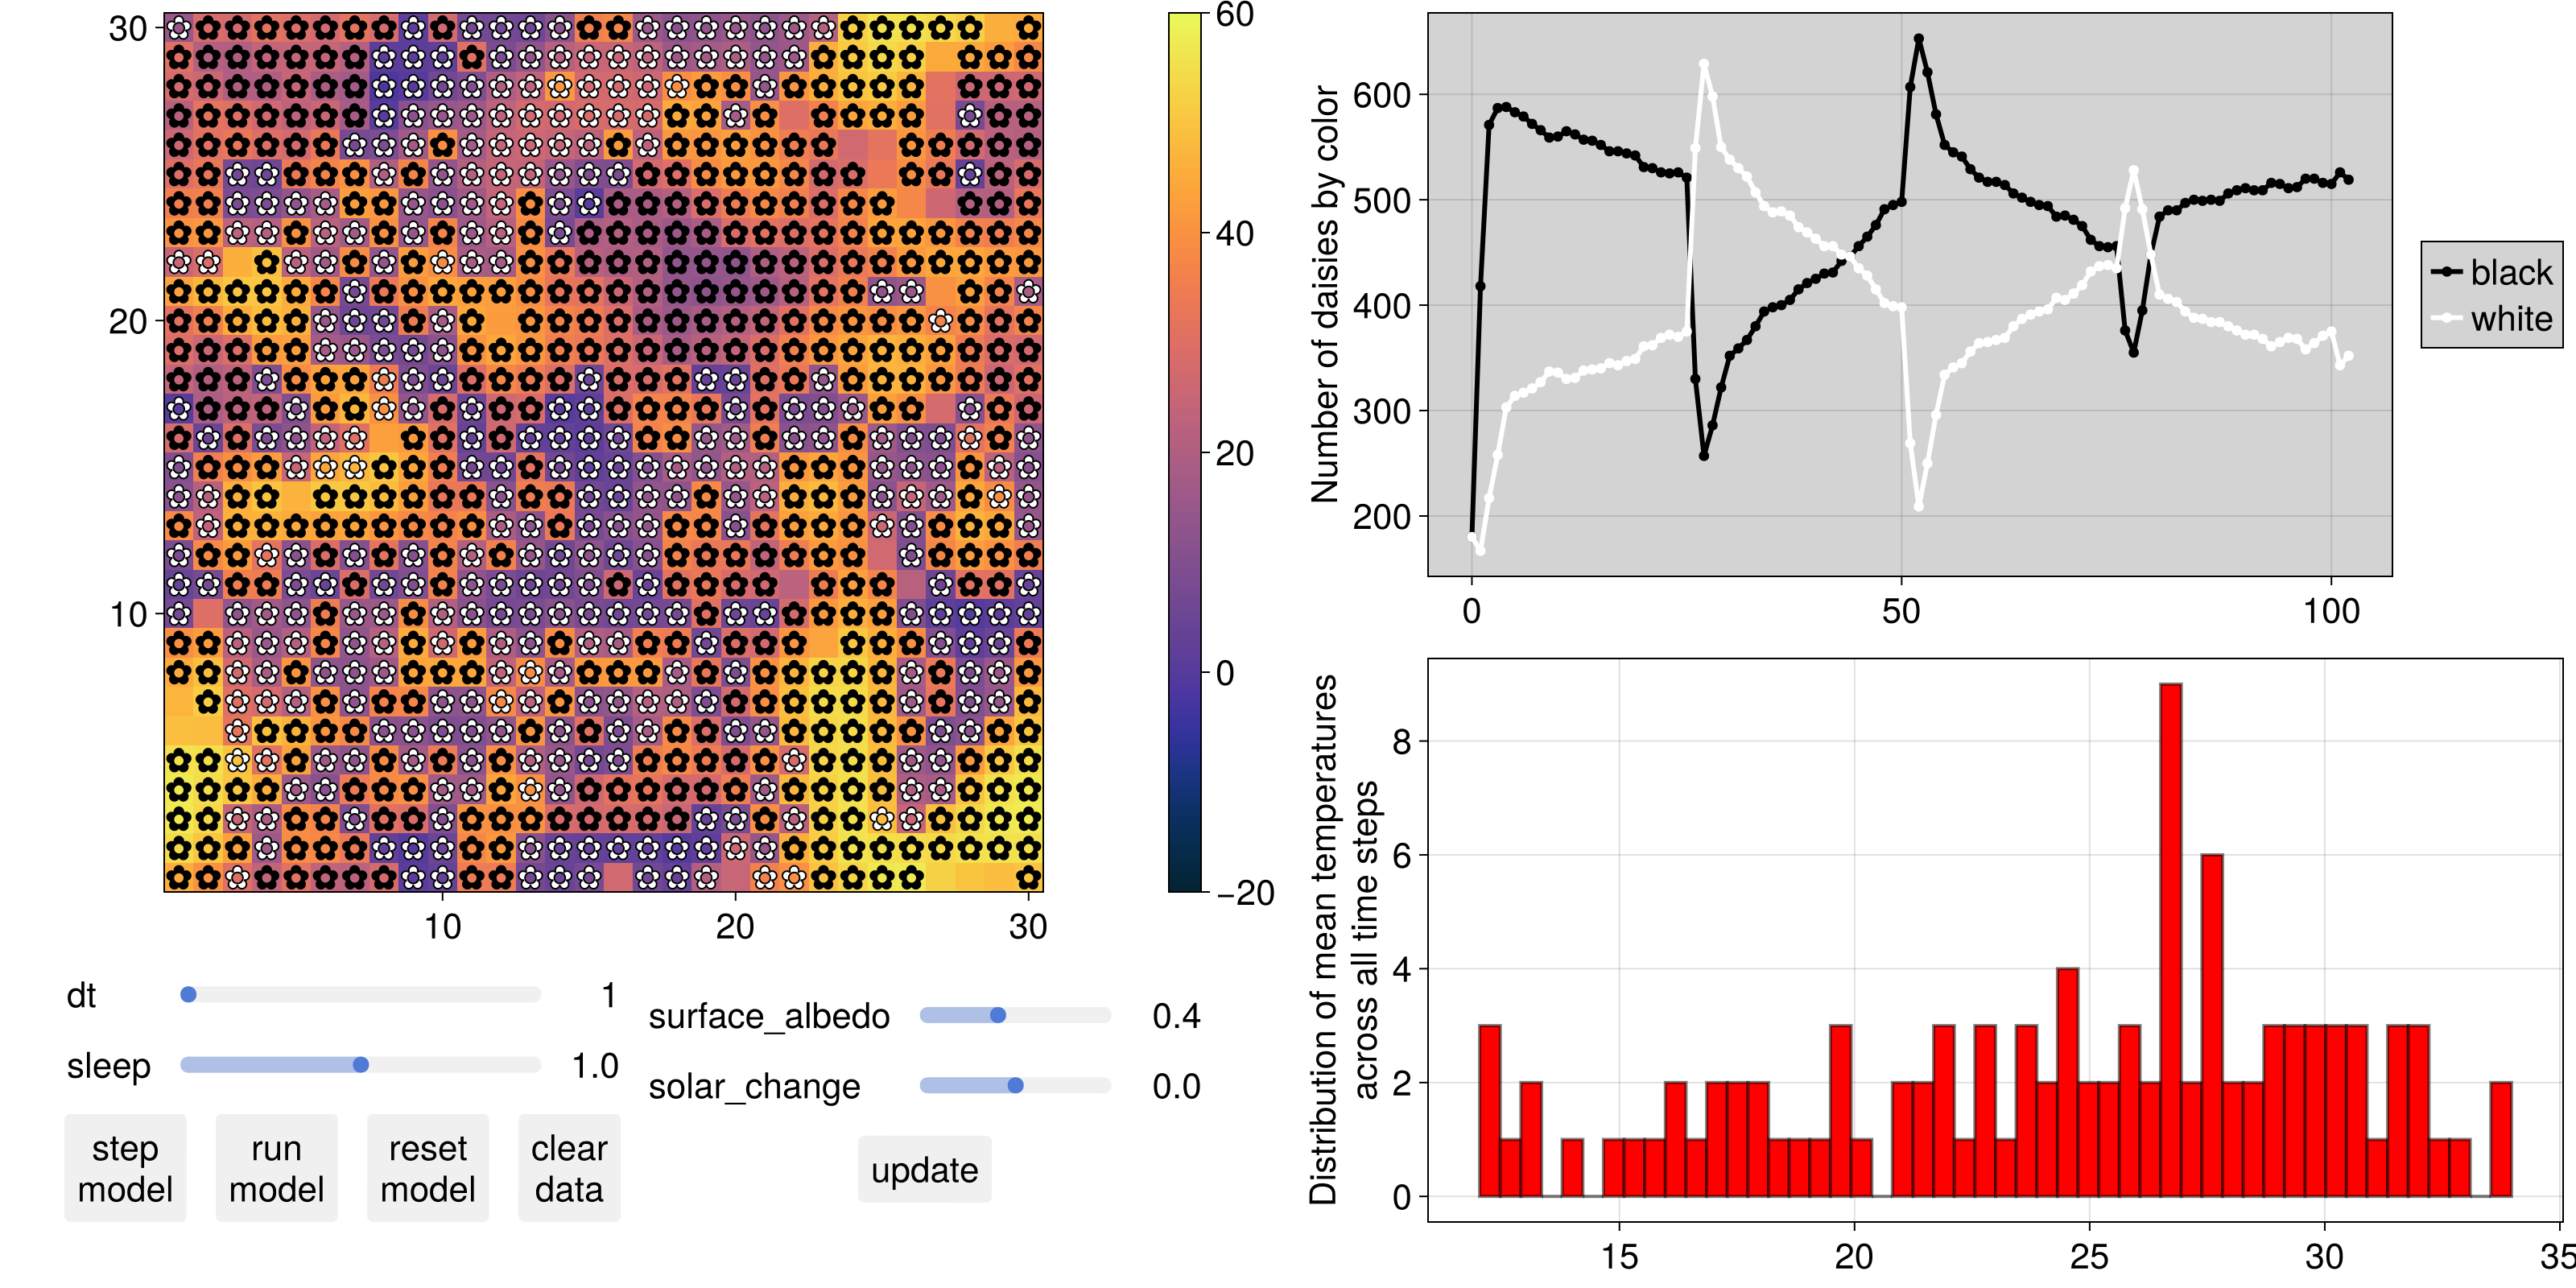 30
20
10
10
20
30
60
40
20
0
−20
Number of daisies by color
600
500
400
300
200
0
50
100
black
white
Distribution of mean temperatures
across all time steps
8
6
4
2
0
15
20
25
30
35
dt
1
sleep
1.0
surface_albedo
0.4
solar_change
0.0
step
model
run
model
reset
model
clear
data
update